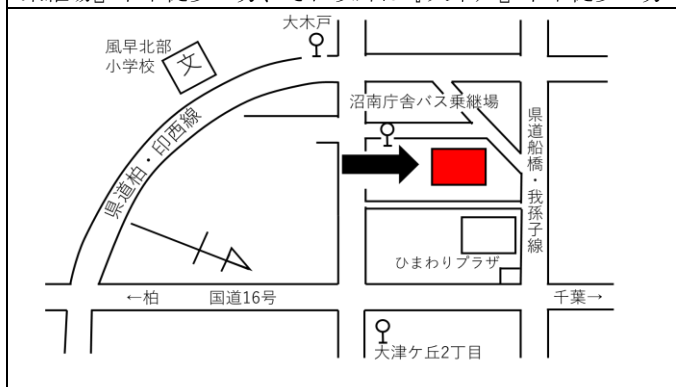 大木戸
風早北部
小学校
文
沼南庁舎バス乗継場
県道柏・印西線
県道船橋・我孫子線
ひまわりプラザ
←柏
国道16号
千葉→
大津ケ丘2丁目